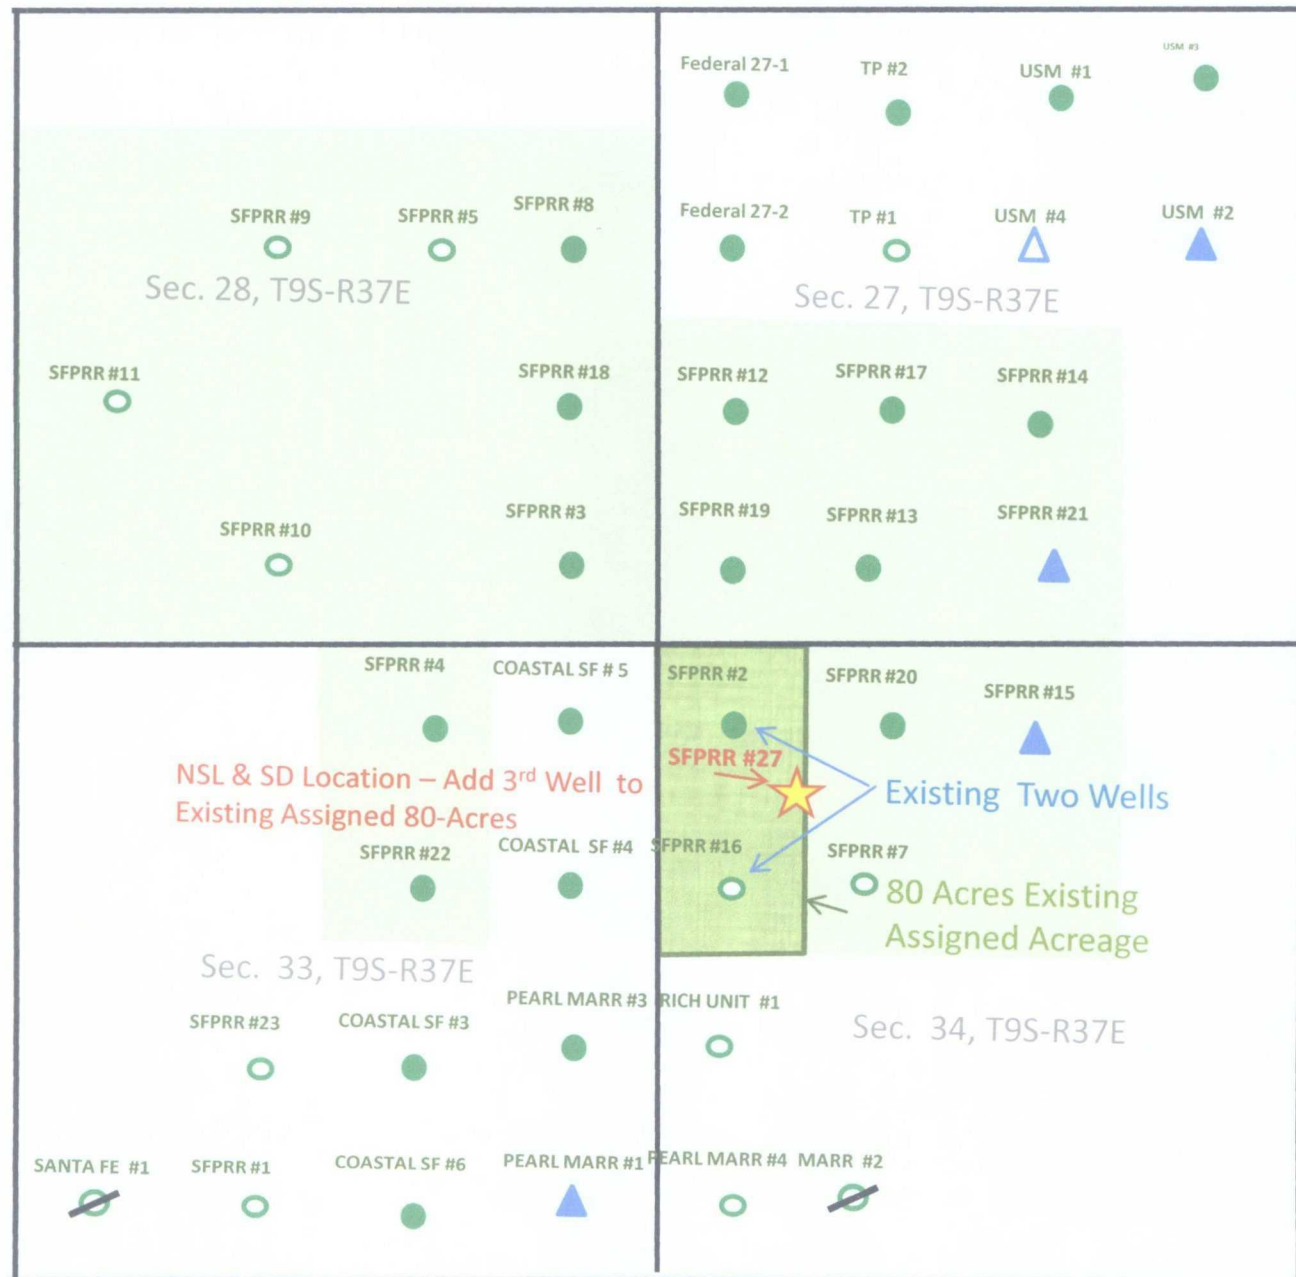 Federal 27-1
TP #2
USM #1
USM #3
SFPRR #9
SFPRR #5
SFPRR #8
Federal 27-2
TP #1
USM #4
USM #2
Sec. 28, T9S-R37E
Sec. 27, T9S-R37E
SFPRR #11
SFPRR #18
SFPRR #12
SFPRR #17
SFPRR #14
SFPRR #10
SFPRR #3
SFPRR #19
SFPRR #13
SFPRR #21
SFPRR #4
COASTAL SF # 5
SFPRR #2
SFPRR #20
SFPRR #15
NSL & SD Location – Add 3rd Well to
Existing Assigned 80-Acres
SFPRR #27
Existing Two Wells
SFPRR #22
COASTAL SF #4
SFPRR #16
SFPRR #7
80 Acres Existing
Assigned Acreage
Sec. 33, T9S-R37E
SFPRR #23
COASTAL SF #3
PEARL MARR #3
RICH UNIT #1
Sec. 34, T9S-R37E
SANTA FE #1
SFPRR #1
COASTAL SF #6
PEARL MARR #1
PEARL MARR #4
MARR #2